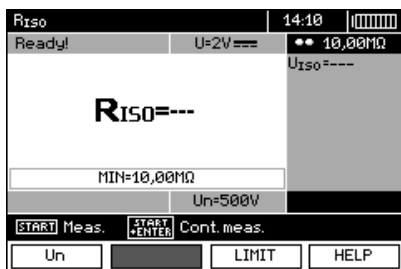 RISO 14:10
Ready! U=2V 10,00MΩ
UISO=---
RISO=---
MIN=10,00MΩ
Un=500V
START Meas. START +ENTER Cont. meas.
Un LIMIT HELP